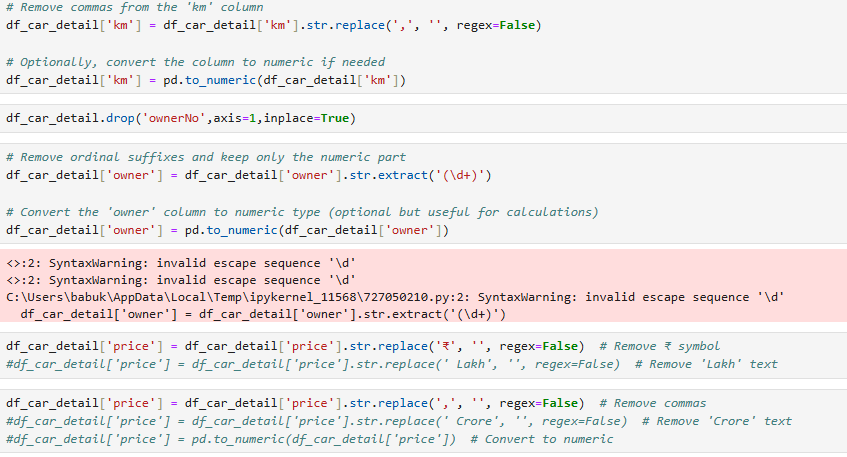 # Remove commas from the 'km' column
df_car_detail['km'] = df_car_detail['km'].str.replace(',', '', regex=False)
# Optionally, convert the column to numeric if needed
df_car_detail['km'] = pd.to_numeric(df_car_detail['km'])
df_car_detail.drop('ownerNo',axis=1,inplace=True)
# Remove ordinal suffixes and keep only the numeric part
df_car_detail['owner'] = df_car_detail['owner'].str.extract('(\d+)')
# Convert the 'owner' column to numeric type (optional but useful for calculations)
df_car_detail['owner'] = pd.to_numeric(df_car_detail['owner'])
<>:2: SyntaxWarning: invalid escape sequence '\d'
<>:2: SyntaxWarning: invalid escape sequence '\d'
C:\Users\babuk\AppData\Local\Temp\ipykernel_11568\727050210.py:2: SyntaxWarning: invalid escape sequence '\d'
  df_car_detail['owner'] = df_car_detail['owner'].str.extract('(\d+)')
df_car_detail['price'] = df_car_detail['price'].str.replace('₹', '', regex=False)  # Remove ₹ symbol
#df_car_detail['price'] = df_car_detail['price'].str.replace(' Lakh', '', regex=False)  # Remove 'Lakh' text
df_car_detail['price'] = df_car_detail['price'].str.replace(',', '', regex=False)  # Remove commas
#df_car_detail['price'] = df_car_detail['price'].str.replace(' Crore', '', regex=False)  # Remove 'Crore' text
#df_car_detail['price'] = pd.to_numeric(df_car_detail['price'])  # Convert to numeric